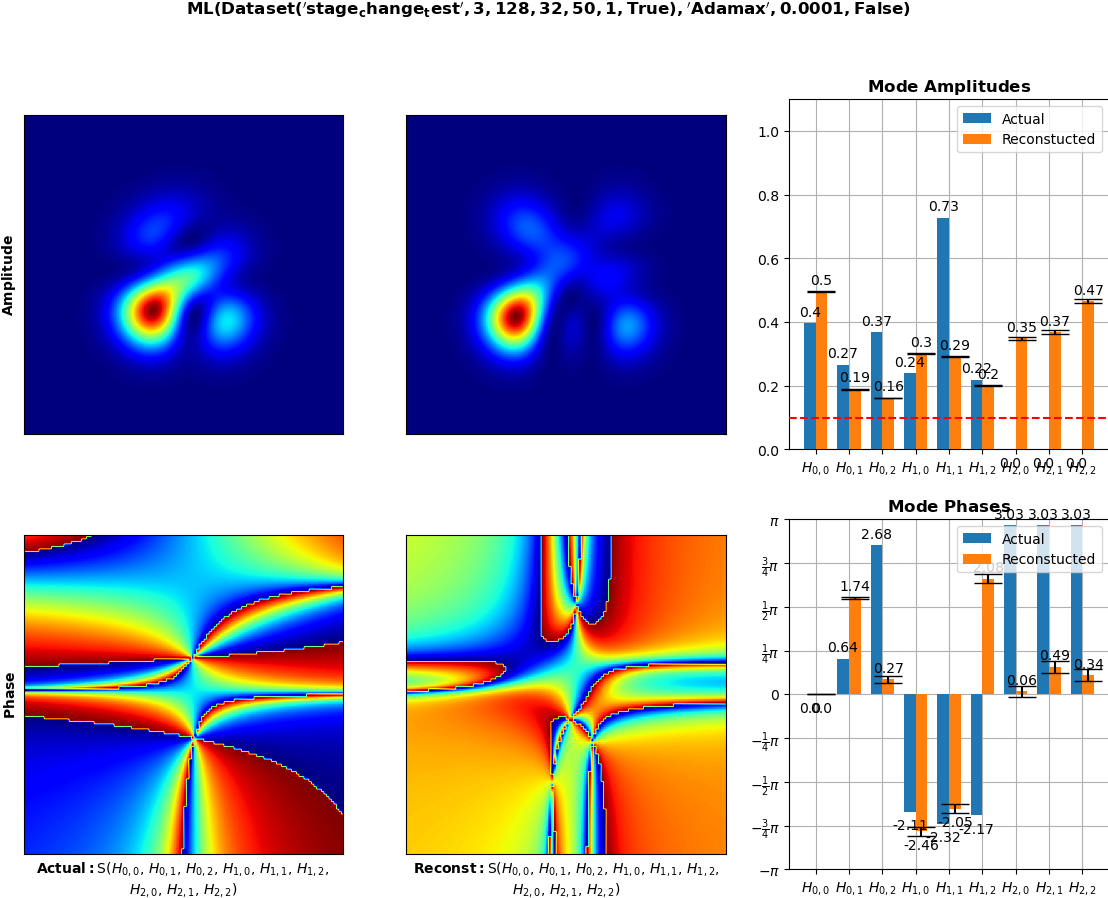 ML(Dataset('stage_change_test', 3, 128, 32, 50, 1, True), 'Adamax', 0.0001, False)
Mode Amplitudes
Actual
Reconstucted
1.0
0.8
0.6
0.4
0.2
0.0
0.4
0.5
0.27
0.19
0.37
0.16
0.24
0.3
0.73
0.29
0.22
0.2
0.0
0.35
0.0
0.37
0.0
0.47
H0,0 H0,1 H0,2 H1,0 H1,1 H1,2 H2,0 H2,1 H2,2
Amplitude
Mode Phases
Actual
Reconstucted
π
3/4π
1/2π
1/4π
0
−1/4π
−1/2π
−3/4π
−π
0.0
0.0
0.64
1.74
2.68
0.27
-2.11
-2.46
-2.32
-2.05
-2.17
2.08
3.03
0.06
3.03
0.49
3.03
0.34
H0,0 H0,1 H0,2 H1,0 H1,1 H1,2 H2,0 H2,1 H2,2
Phase
Actual: S(H0,0, H0,1, H0,2, H1,0, H1,1, H1,2,
H2,0, H2,1, H2,2)
Reconst: S(H0,0, H0,1, H0,2, H1,0, H1,1, H1,2,
H2,0, H2,1, H2,2)